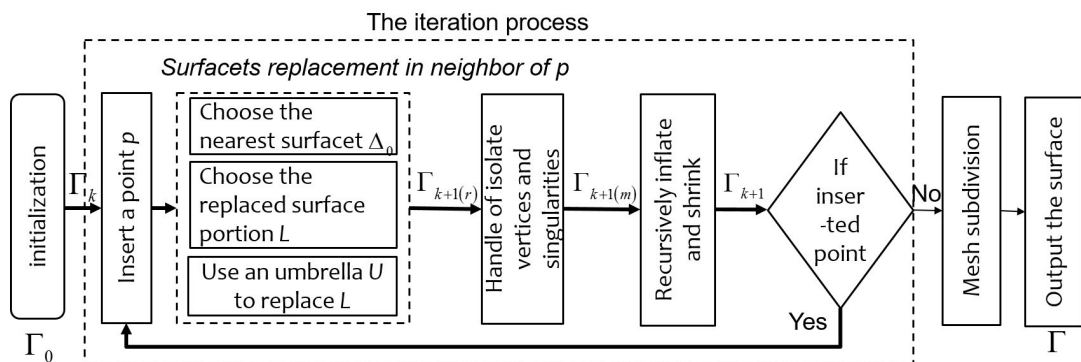 The iteration process
Surfacets replacement in neighbor of p
initialization
Γ₀
Γₖ
Insert a point p
Choose the
nearest surfacet Δ₀
Choose the
replaced surface
portion L
Use an umbrella U
to replace L
Γₖ₊₁₍ᵣ₎
Handle of isolate
vertices and
singularities
Γₖ₊₁₍ₘ₎
Recursively inflate
and shrink
Γₖ₊₁
If
inser
-ted
point
No
Yes
Mesh subdivision
Output the surface
Γ